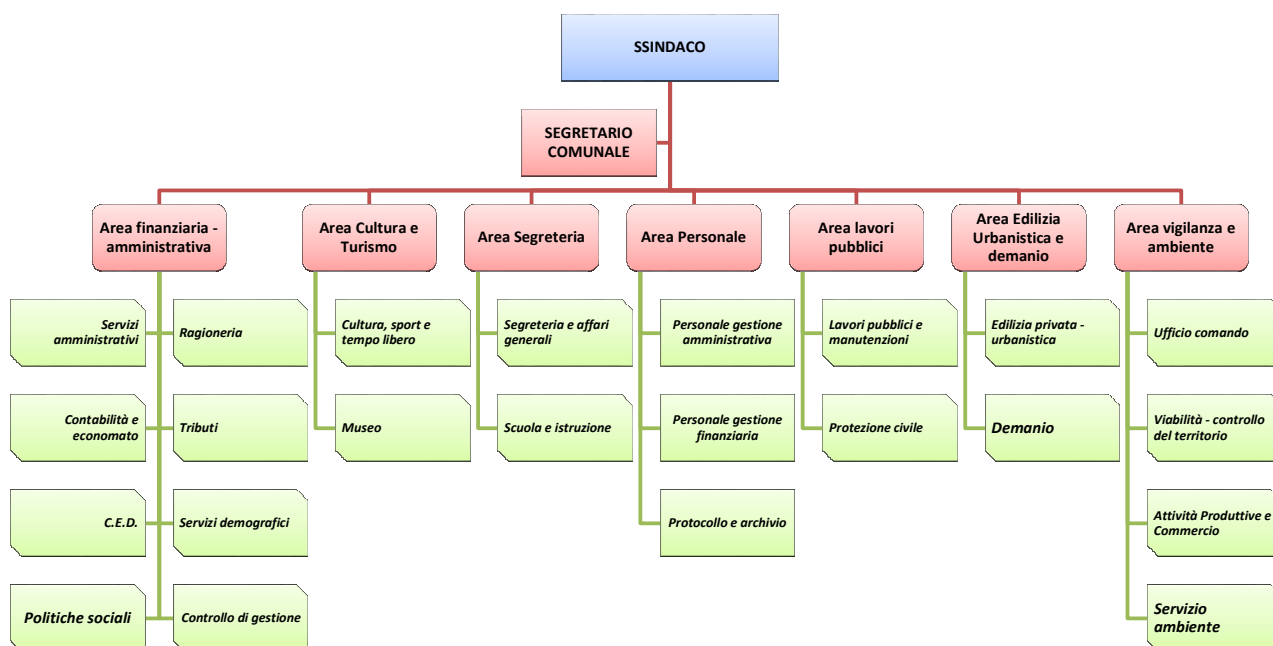 SSINDACO
SEGRETARIO
COMUNALE
Area finanziaria -
amministrativa
Area Cultura e
Turismo
Area Segreteria
Area Personale
Area lavori
pubblici
Area Edilizia
Urbanistica e
demanio
Area vigilanza e
ambiente
Servizi
amministrativi
Ragioneria
Cultura, sport e
tempo libero
Segreteria e affari
generali
Personale gestione
amministrativa
Lavori pubblici e
manutenzioni
Edilizia privata -
urbanistica
Ufficio comando
Contabilità e
economato
Tributi
Museo
Scuola e istruzione
Personale gestione
finanziaria
Protezione civile
Demanio
Viabilità - controllo
del territorio
C.E.D.
Servizi demografici
Protocollo e archivio
Attività Produttive e
Commercio
Politiche sociali
Controllo di gestione
Servizio
ambiente